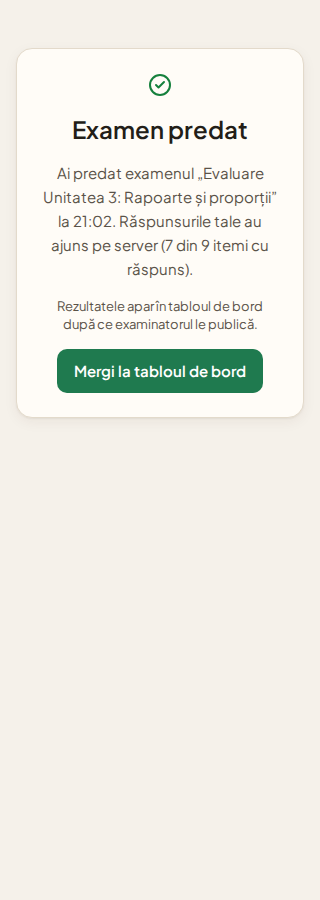 Examen predat
Ai predat examenul „Evaluare
Unitatea 3: Rapoarte și proporții”
la 21:02. Răspunsurile tale au
ajuns pe server (7 din 9 itemi cu
răspuns).
Rezultatele apar în tabloul de bord
după ce examinatorul le publică.
Mergi la tabloul de bord